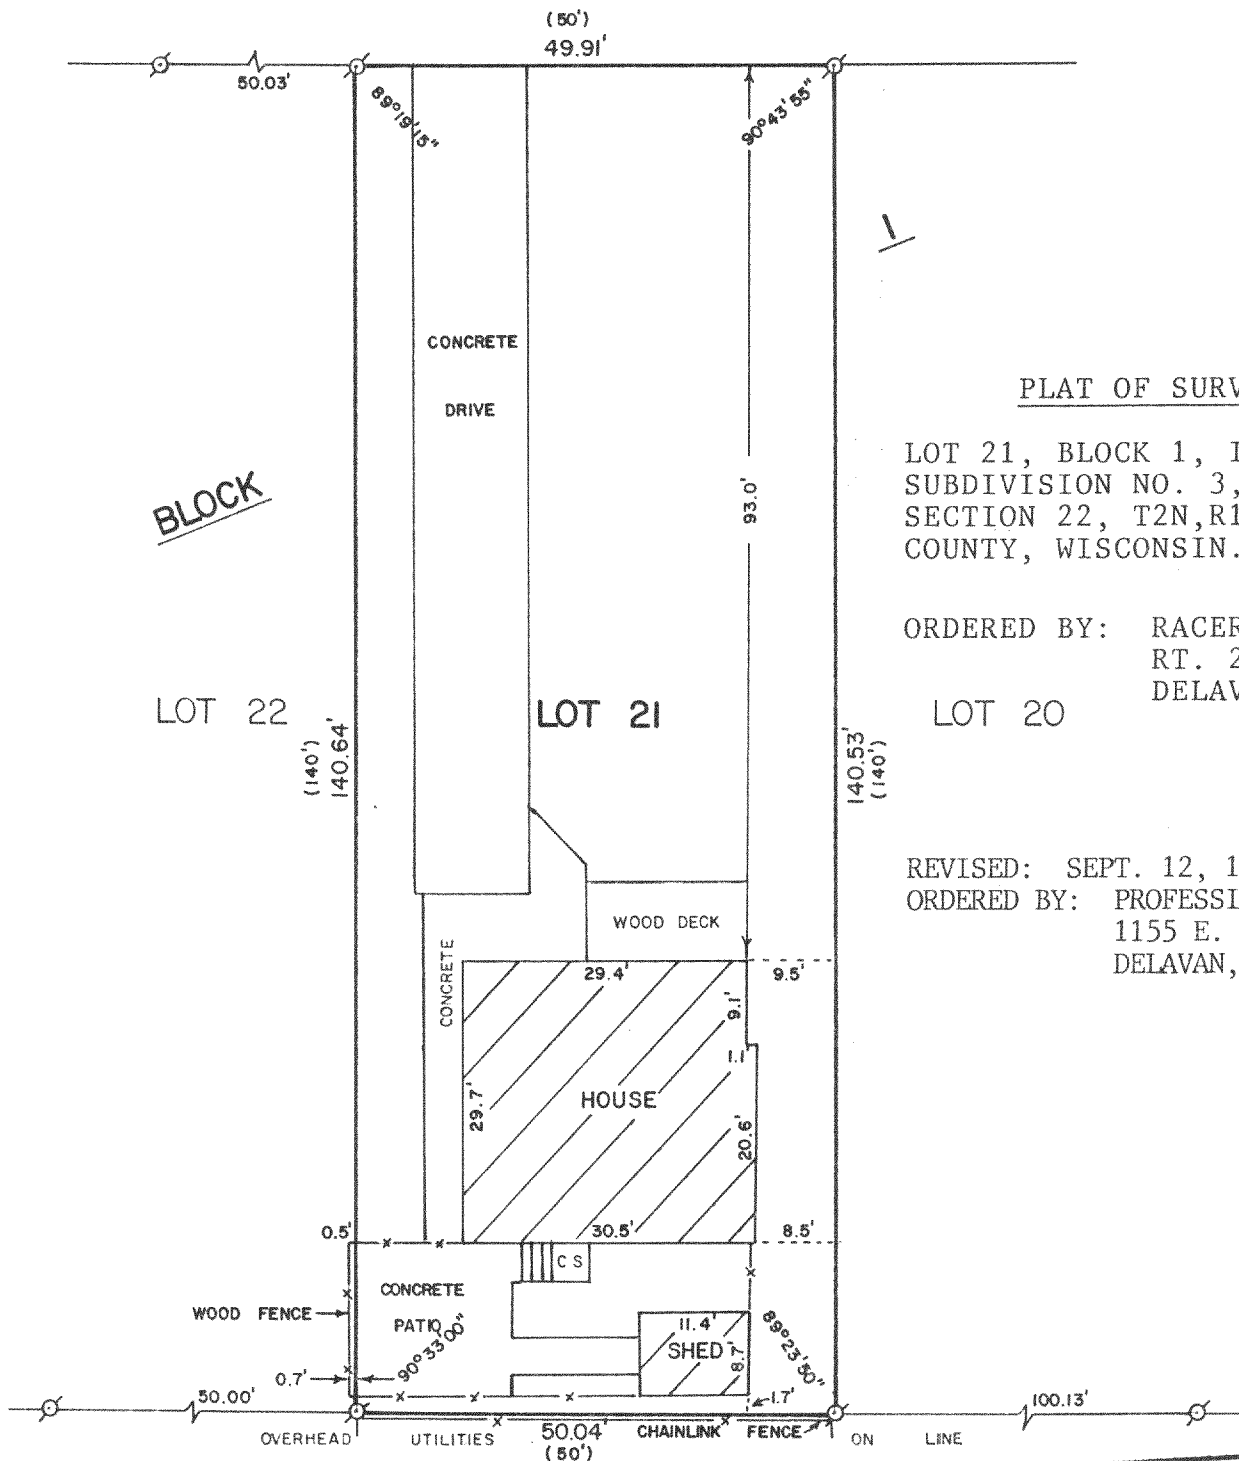 (50')
49.91'
50.03'
89°19'15"
90°43'55"
1
CONCRETE
DRIVE
93.0'
BLOCK
PLAT OF SURV
LOT 21, BLOCK 1, I
SUBDIVISION NO. 3,
SECTION 22, T2N,R1
COUNTY, WISCONSIN.
ORDERED BY: RACER
RT. 2
DELAV
LOT 22
LOT 21
LOT 20
(140')
140.64'
140.53'
(140')
REVISED: SEPT. 12, 1
ORDERED BY: PROFESSI
1155 E.
DELAVAN,
WOOD DECK
CONCRETE
29.4'
9.5'
9.1'
1.1'
HOUSE
29.7'
20.6'
0.5'
30.5'
8.5'
C S
CONCRETE
PATIO
WOOD FENCE
90°33'00"
11.4'
SHED
8.7'
89°23'50"
0.7'
1.7'
50.00'
100.13'
OVERHEAD UTILITIES
50.04'
(50')
CHAINLINK FENCE
ON LINE